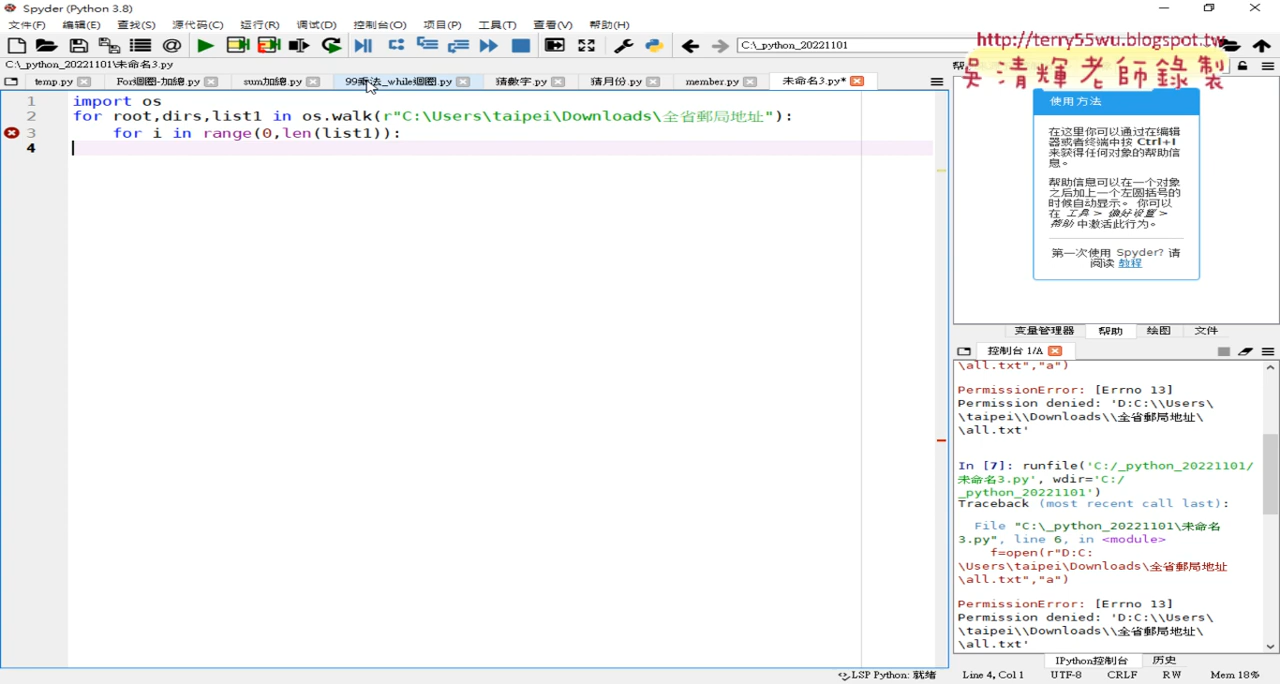 Spyder (Python 3.8)
文件(F) 编辑(E) 查找(S) 源代码(C) 运行(R) 调试(D) 控制台(O) 项目(P) 工具(T) 查看(V) 帮助(H)
C:\_python_20221101
http://terry55wu.blogspot.tw
吳清輝老師錄製
C:\_python_20221101\未命名3.py
temp.py For迴圈-加總.py sum加總.py 99乘法_while迴圈.py 猜數字.py 猜月份.py member.py 未命名3.py*
1 import os
2 for root,dirs,list1 in os.walk(r"C:\Users\taipei\Downloads\全省郵局地址"):
3 for i in range(0,len(list1)):
4
使用方法
在这里你可以通过在编辑
器或者终端中按 Ctrl+I
来获得任何对象的帮助信
息。
帮助信息可以在一个对象
之后加上一个左圆括号的
时候自动显示。 你可以
在 工具 > 偏好设置 >
帮助 中激活此行为。
第一次使用 Spyder? 请
阅读 教程
变量管理器 帮助 绘图 文件
控制台 1/A
\all.txt","a")
PermissionError: [Errno 13]
Permission denied: 'D:C:\\Users\
\taipei\\Downloads\\全省郵局地址\
\all.txt'
In [7]: runfile('C:/_python_20221101/
未命名3.py', wdir='C:/
_python_20221101')
Traceback (most recent call last):
File "C:\_python_20221101\未命名
3.py", line 6, in <module>
f=open(r"D:C:
\Users\taipei\Downloads\全省郵局地址
\all.txt","a")
PermissionError: [Errno 13]
Permission denied: 'D:C:\\Users\
\taipei\\Downloads\\全省郵局地址\
\all.txt'
IPython控制台 历史
LSP Python: 就绪 Line 4, Col 1 UTF-8 CRLF RW Mem 18%